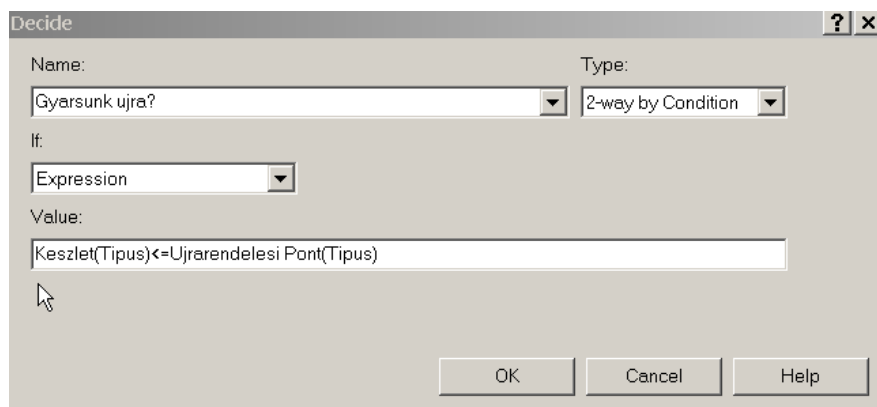 Decide
Name: Type:
Gyarsunk ujra? 2-way by Condition
If:
Expression
Value:
Keszlet(Tipus)<=Ujrarendelesi Pont(Tipus)
OK Cancel Help